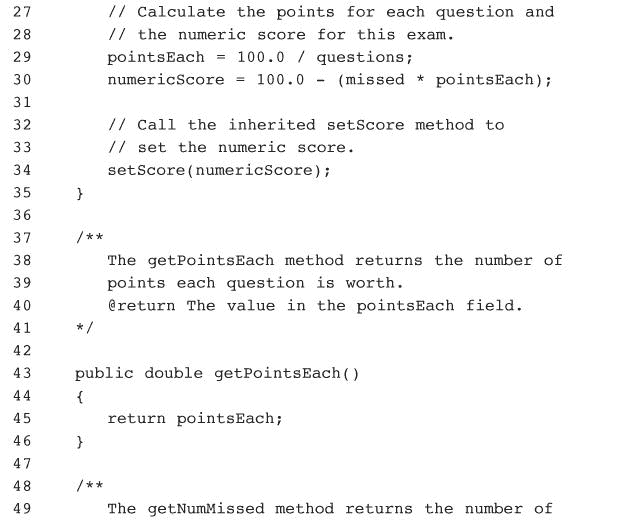 27 // Calculate the points for each question and
28 // the numeric score for this exam.
29 pointsEach = 100.0 / questions;
30 numericScore = 100.0 - (missed * pointsEach);
31
32 // Call the inherited setScore method to
33 // set the numeric score.
34 setScore(numericScore);
35 }
36
37 /**
38 The getPointsEach method returns the number of
39 points each question is worth.
40 @return The value in the pointsEach field.
41 */
42
43 public double getPointsEach()
44 {
45 return pointsEach;
46 }
47
48 /**
49 The getNumMissed method returns the number of